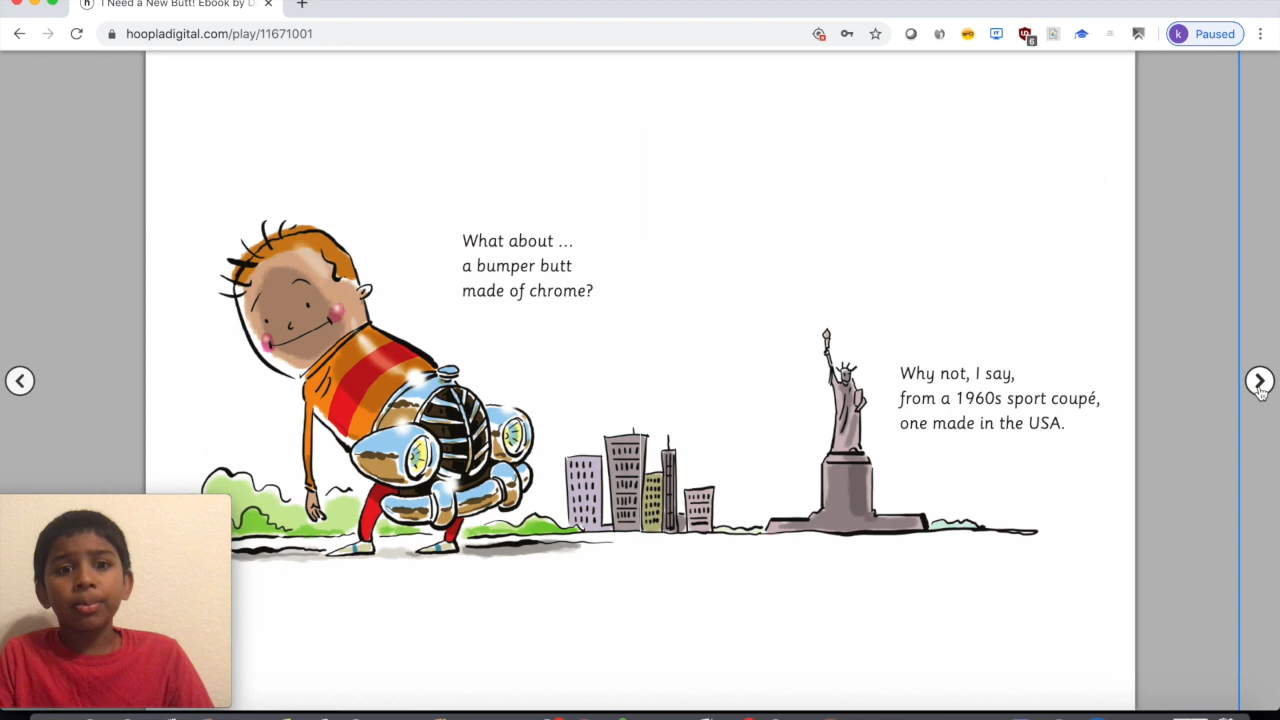 I Need a New Butt! Ebook by D
hoopladigital.com/play/11671001
6
k Paused
What about ...
a bumper butt
made of chrome?
Why not, I say,
from a 1960s sport coupé,
one made in the USA.